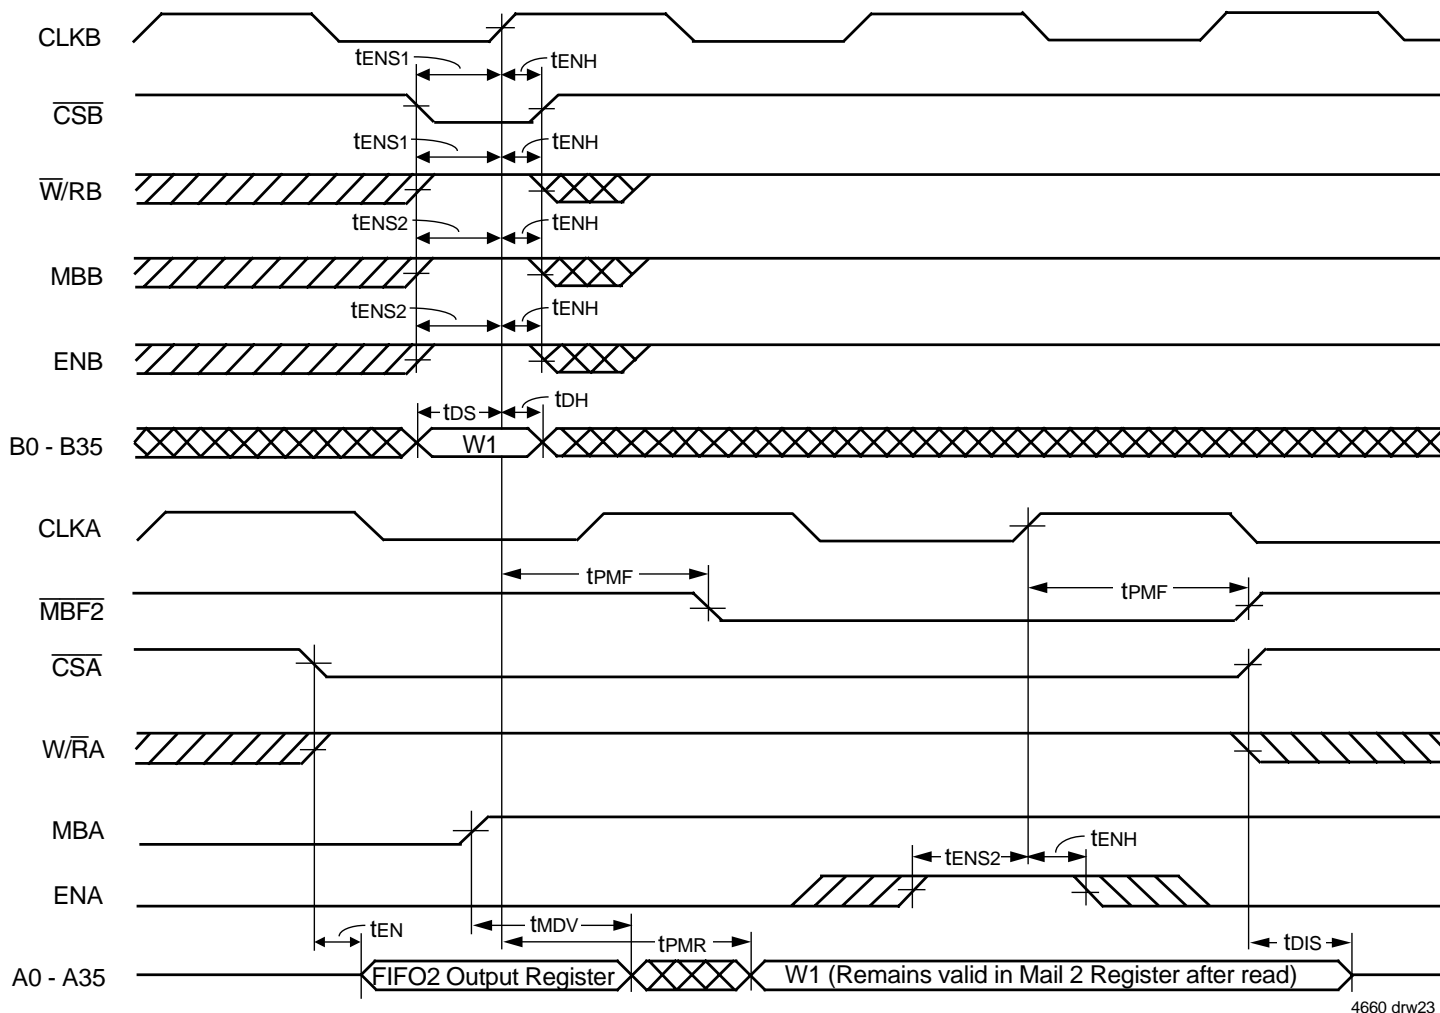 CLKB
tENS1 tENH
CSB
tENS1 tENH
W/RB
tENS2 tENH
MBB
tENS2 tENH
ENB
tDS tDH
B0 - B35 W1
CLKA
tPMF tPMF
MBF2
CSA
W/RA
MBA
tENS2 tENH
ENA
tEN tMDV tPMR tDIS
A0 - A35 FIFO2 Output Register W1 (Remains valid in Mail 2 Register after read)
4660 drw23